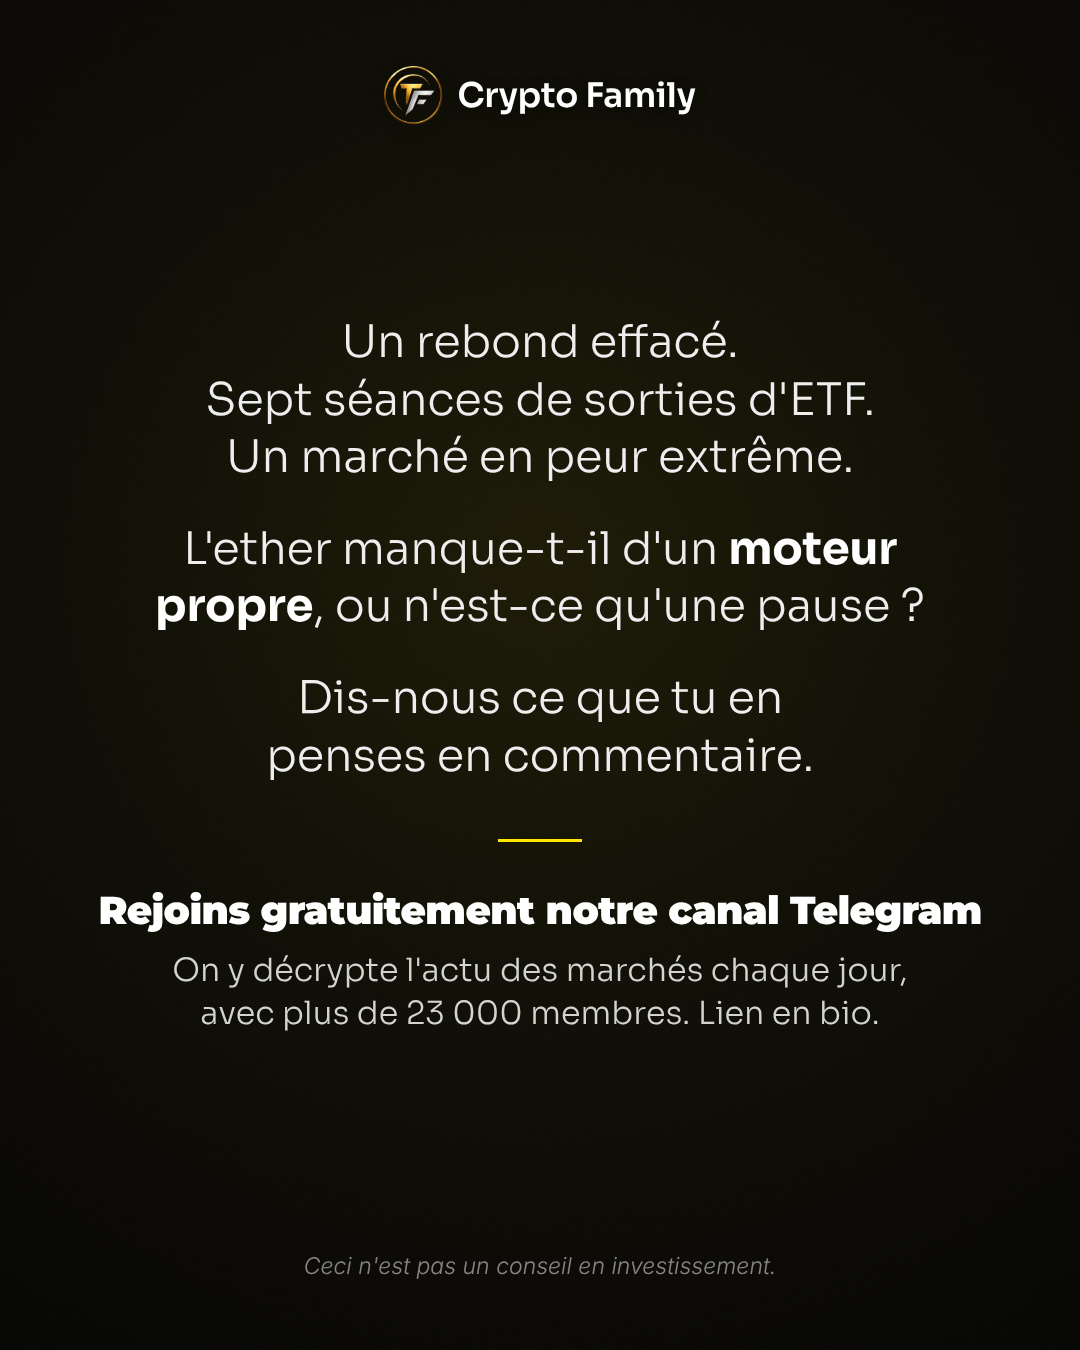 TF Crypto Family
Un rebond effacé.
Sept séances de sorties d'ETF.
Un marché en peur extrême.
L'ether manque-t-il d'un moteur
propre, ou n'est-ce qu'une pause ?
Dis-nous ce que tu en
penses en commentaire.
Rejoins gratuitement notre canal Telegram
On y décrypte l'actu des marchés chaque jour,
avec plus de 23 000 membres. Lien en bio.
Ceci n'est pas un conseil en investissement.